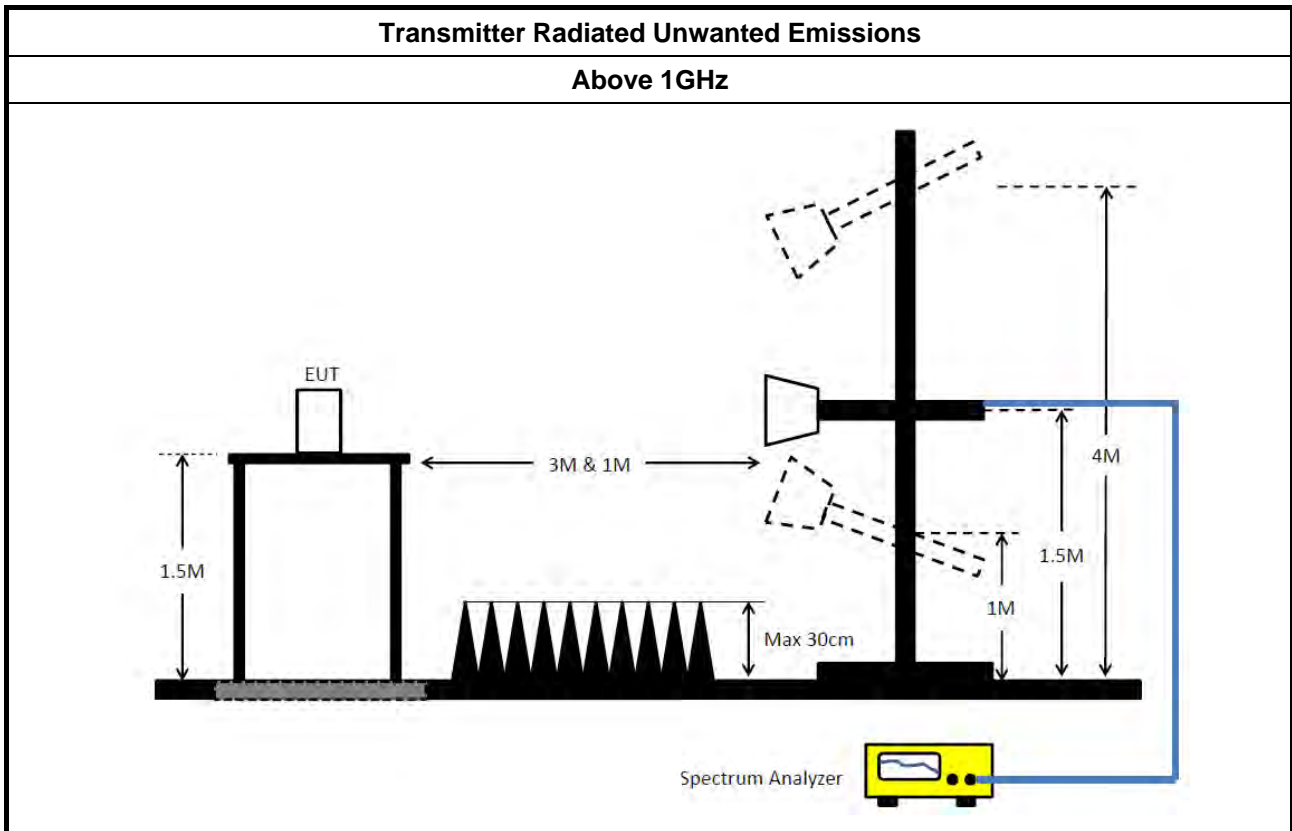 Transmitter Radiated Unwanted Emissions
Above 1GHz
EUT
3M & 1M
4M
1.5M
1.5M
1M
Max 30cm
Spectrum Analyzer